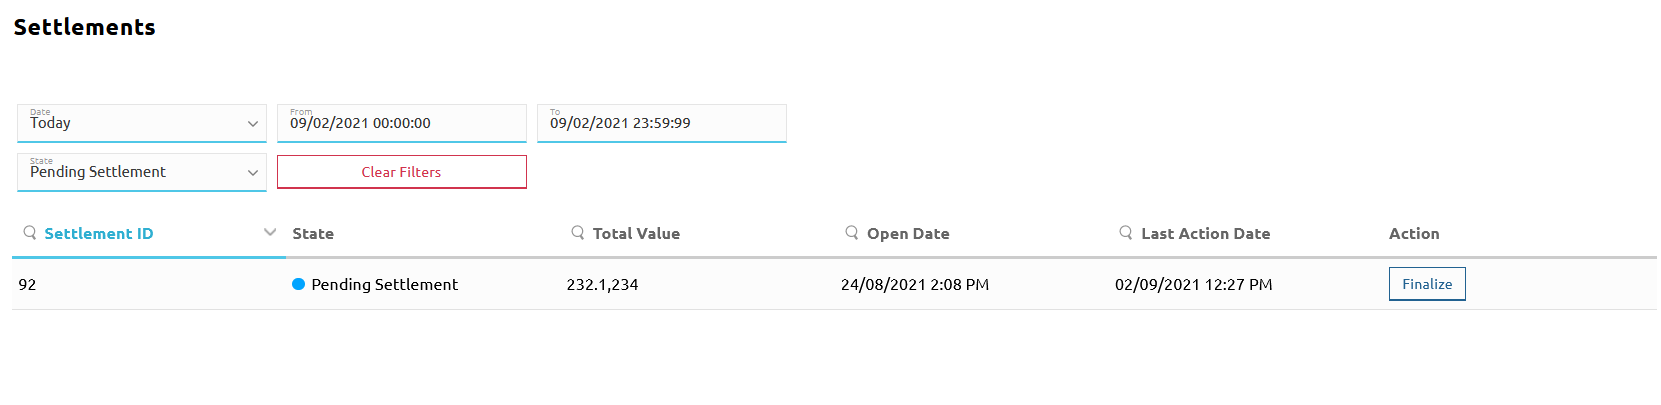 Settlements
Date From To
Today 09/02/2021 00:00:00 09/02/2021 23:59:99
State
Pending Settlement Clear Filters
Settlement ID State Total Value Open Date Last Action Date Action
92 Pending Settlement 232.1,234 24/08/2021 2:08 PM 02/09/2021 12:27 PM Finalize